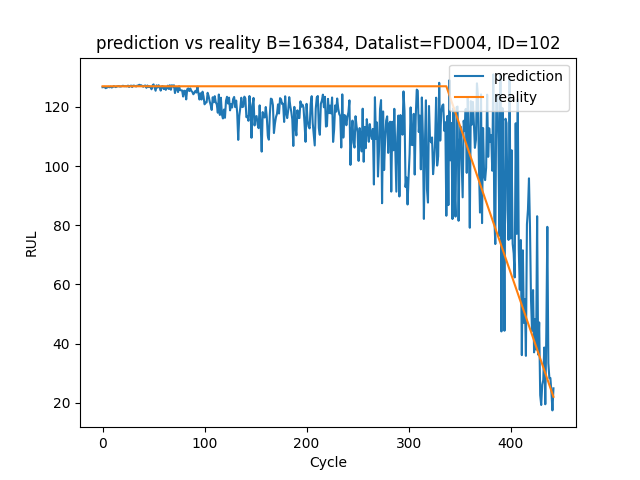 prediction vs reality B=16384, Datalist=FD004, ID=102
prediction
reality
120
100
80
60
40
20
RUL
0
100
200
300
400
Cycle